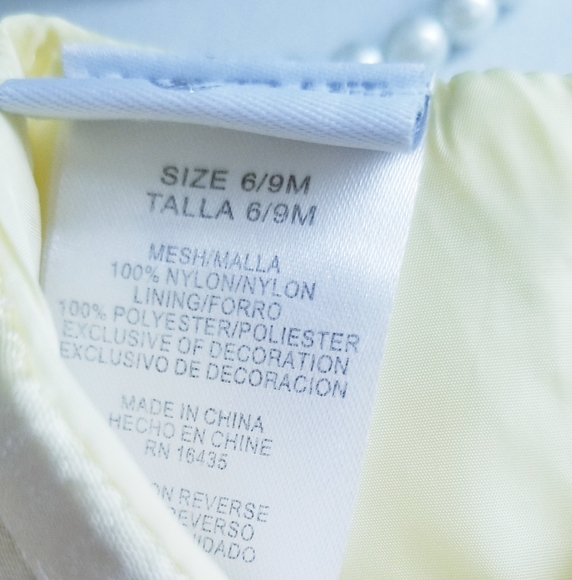 SIZE 6/9M
TALLA 6/9M
MESH/MALLA
100% NYLON/NYLON
LINING/FORRO
100% POLYESTER/POLIESTER
EXCLUSIVE OF DECORATION
EXCLUSIVO DE DECORACION
MADE IN CHINA
HECHO EN CHINE
RN 16435
ON REVERSE
REVERSO